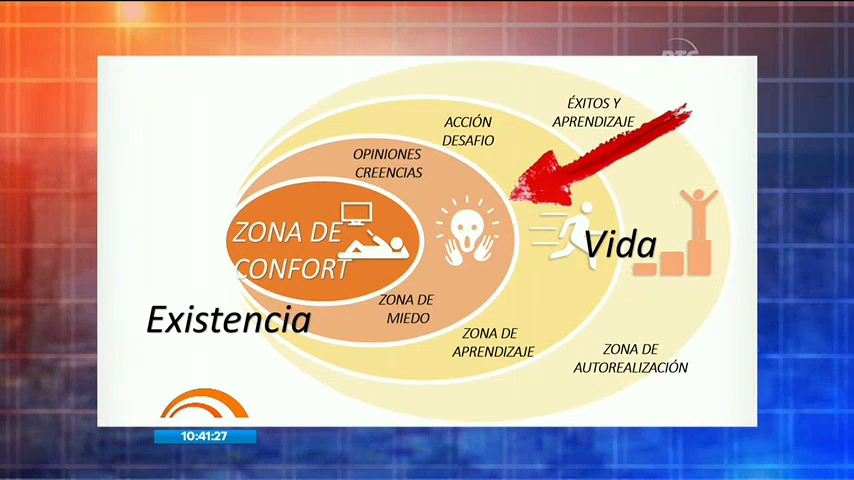 ÉXITOS Y
APRENDIZAJE
ACCIÓN
DESAFIO
OPINIONES
CREENCIAS
ZONA DE
CONFORT
Vida
Existencia
ZONA DE
MIEDO
ZONA DE
APRENDIZAJE
ZONA DE
AUTOREALIZACIÓN
10:41:27